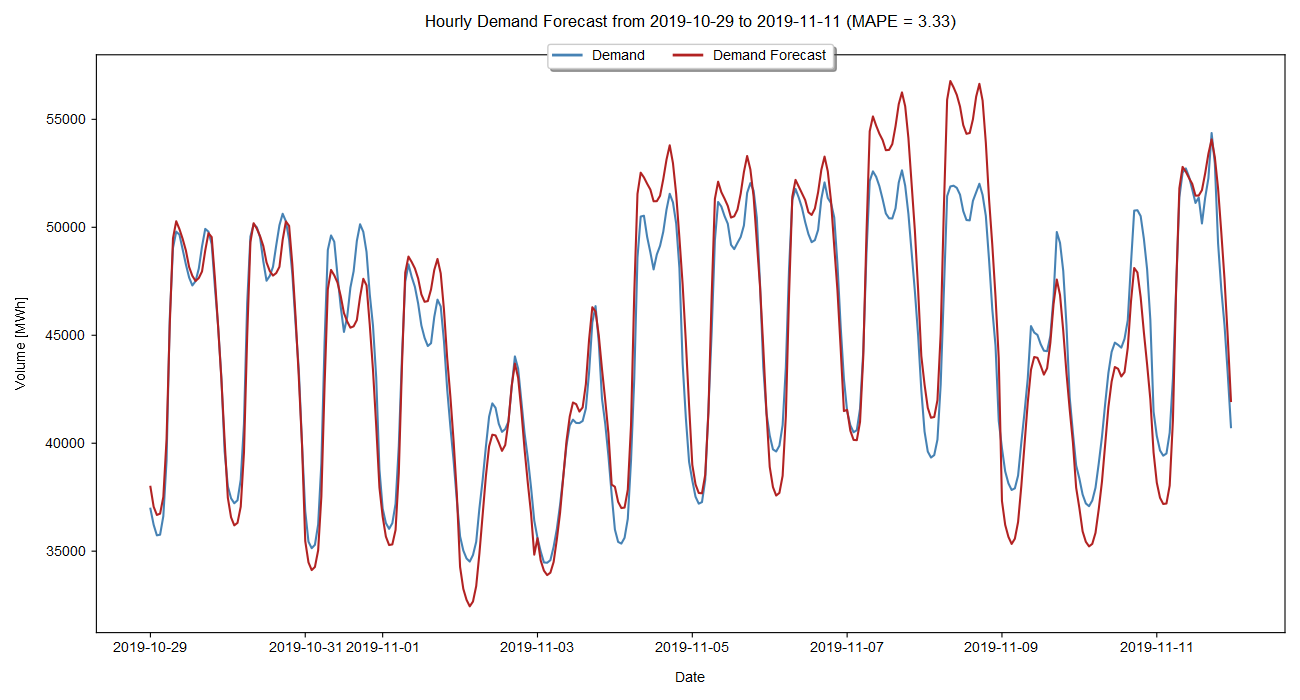 Hourly Demand Forecast from 2019-10-29 to 2019-11-11 (MAPE = 3.33)
Demand
Demand Forecast
Volume [MWh]
55000
50000
45000
40000
35000
2019-10-29
2019-10-31
2019-11-01
2019-11-03
2019-11-05
2019-11-07
2019-11-09
2019-11-11
Date